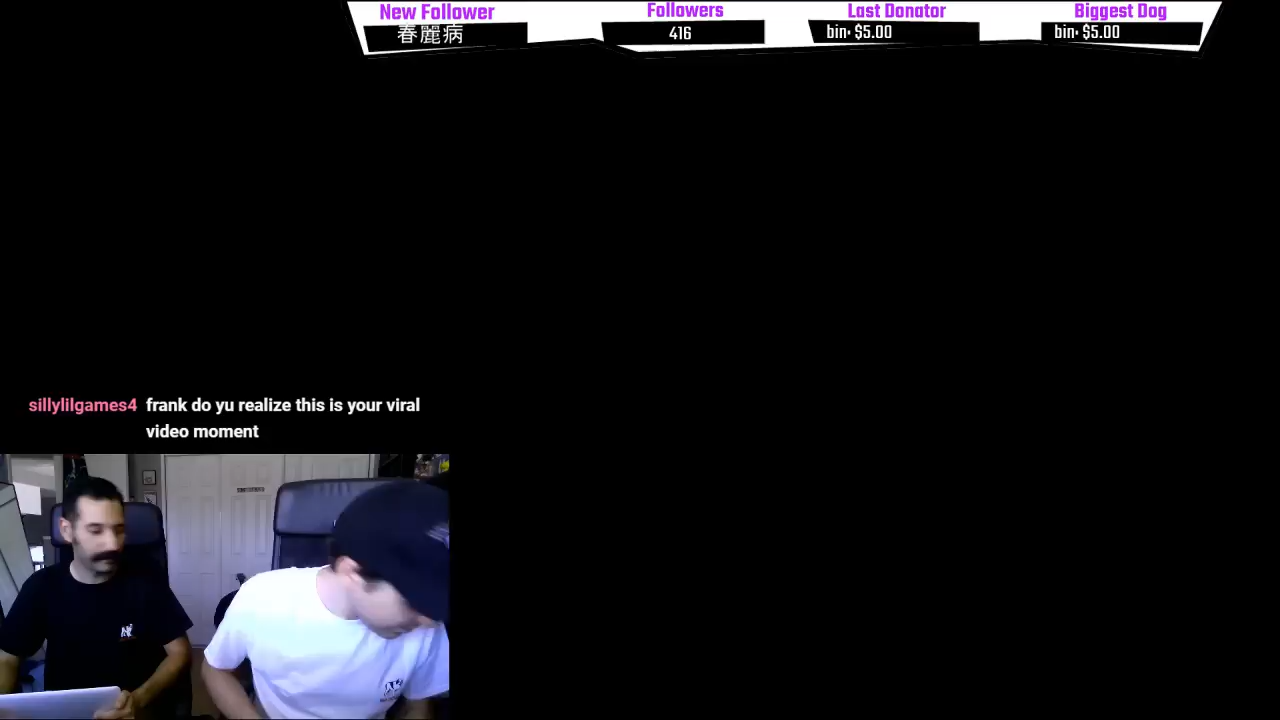 New Follower
春麗病
Followers
416
Last Donator
bin: $5.00
Biggest Dog
bin: $5.00
sillylilgames4 frank do yu realize this is your viral
video moment